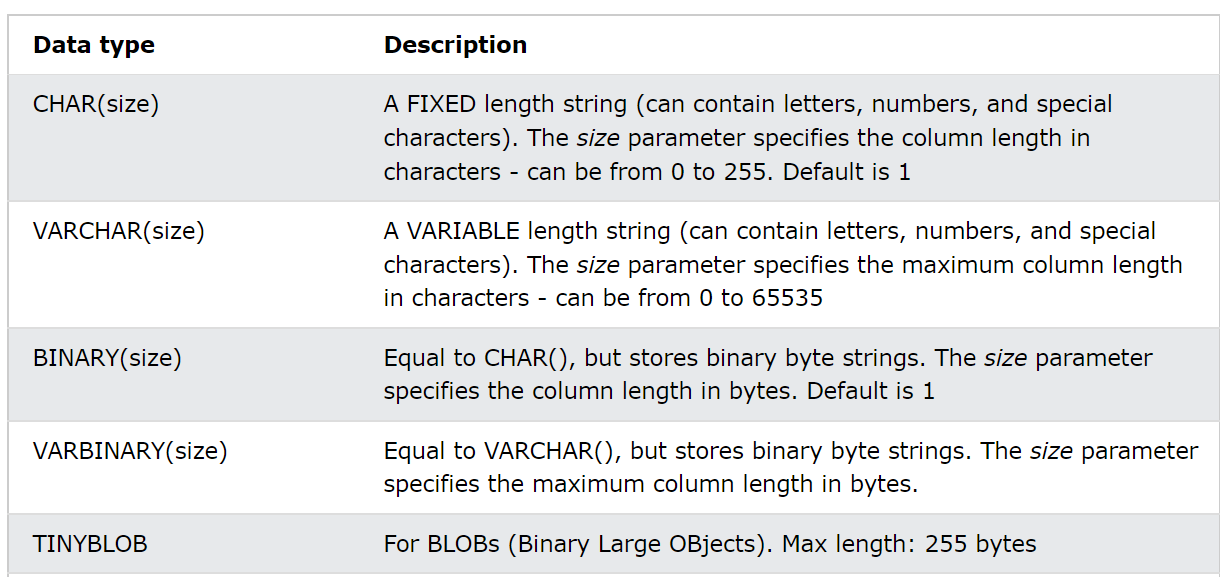 Data type Description
CHAR(size) A FIXED length string (can contain letters, numbers, and special
characters). The size parameter specifies the column length in
characters - can be from 0 to 255. Default is 1
VARCHAR(size) A VARIABLE length string (can contain letters, numbers, and special
characters). The size parameter specifies the maximum column length
in characters - can be from 0 to 65535
BINARY(size) Equal to CHAR(), but stores binary byte strings. The size parameter
specifies the column length in bytes. Default is 1
VARBINARY(size) Equal to VARCHAR(), but stores binary byte strings. The size parameter
specifies the maximum column length in bytes.
TINYBLOB For BLOBs (Binary Large OBjects). Max length: 255 bytes